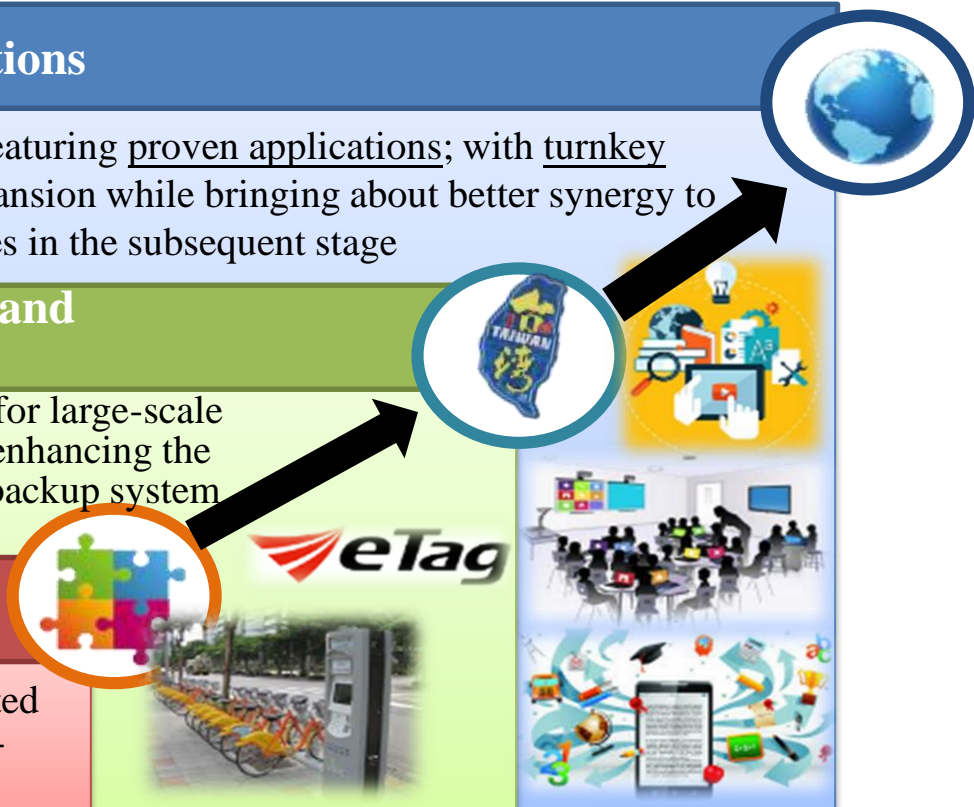 tions
eaturing proven applications; with turnkey
ansion while bringing about better synergy to
es in the subsequent stage
and
TAIWAN
灣
for large-scale
enhancing the
backup system
eTag
ted
-